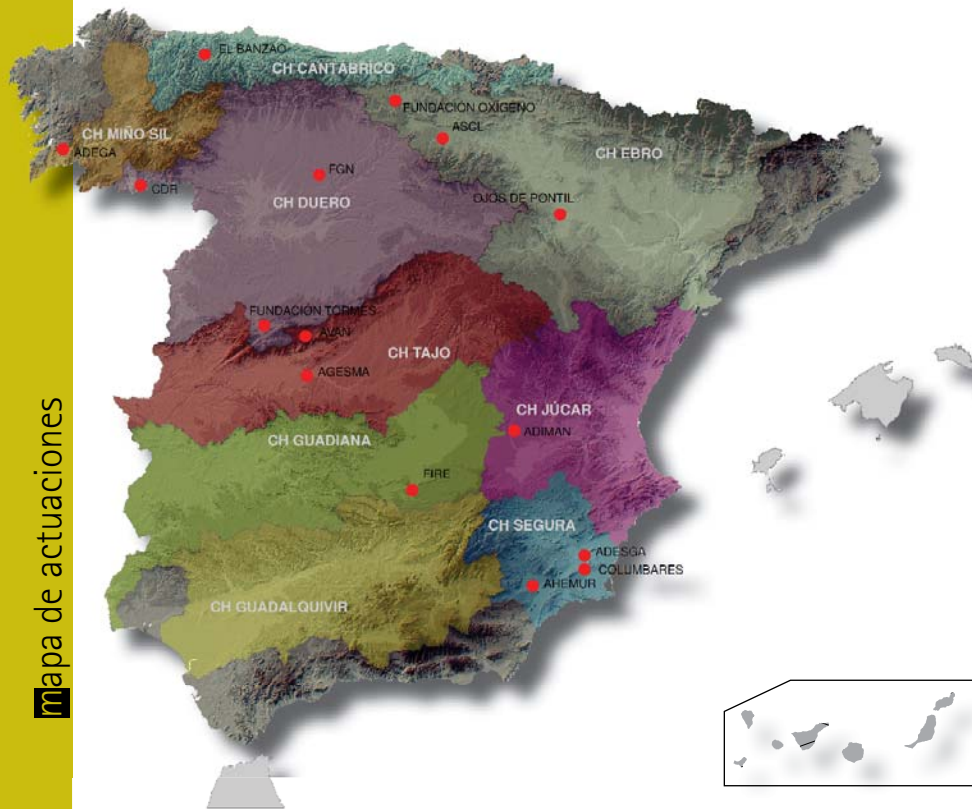 mapa de actuaciones
EL BANZAO
CH CANTÁBRICO
FUNDACIÓN OXÍGENO
ASCL
CH MIÑO SIL
ADEGA
CH EBRO
FGN
CDR
CH DUERO
OJOS DE PONTIL
FUNDACIÓN TORMES
AVAN
CH TAJO
AGESMA
CH JÚCAR
ADIMAN
CH GUADIANA
FIRE
CH SEGURA
ADESGA
COLUMBARES
AHEMUR
CH GUADALQUIVIR